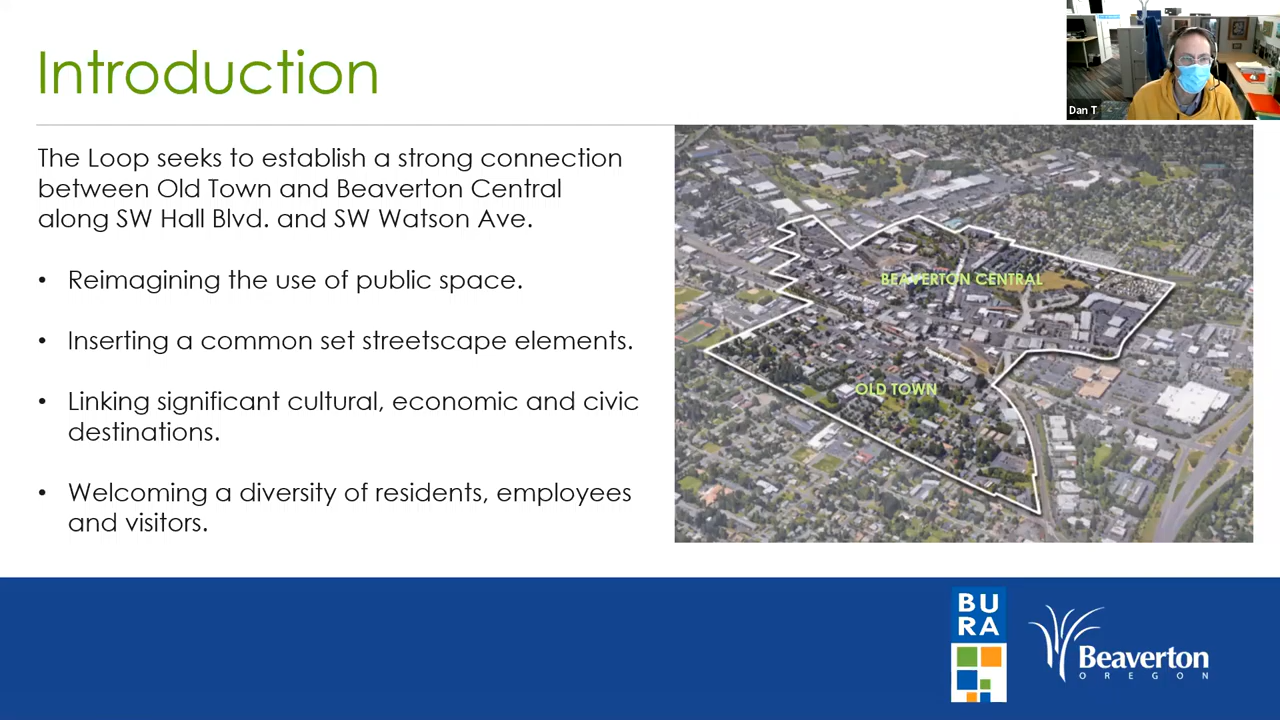 Introduction
Dan T
The Loop seeks to establish a strong connection
between Old Town and Beaverton Central
along SW Hall Blvd. and SW Watson Ave.
• Reimagining the use of public space.
• Inserting a common set streetscape elements.
• Linking significant cultural, economic and civic
destinations.
• Welcoming a diversity of residents, employees
and visitors.
BEAVERTON CENTRAL
OLD TOWN
BU
RA
Beaverton
OREGON